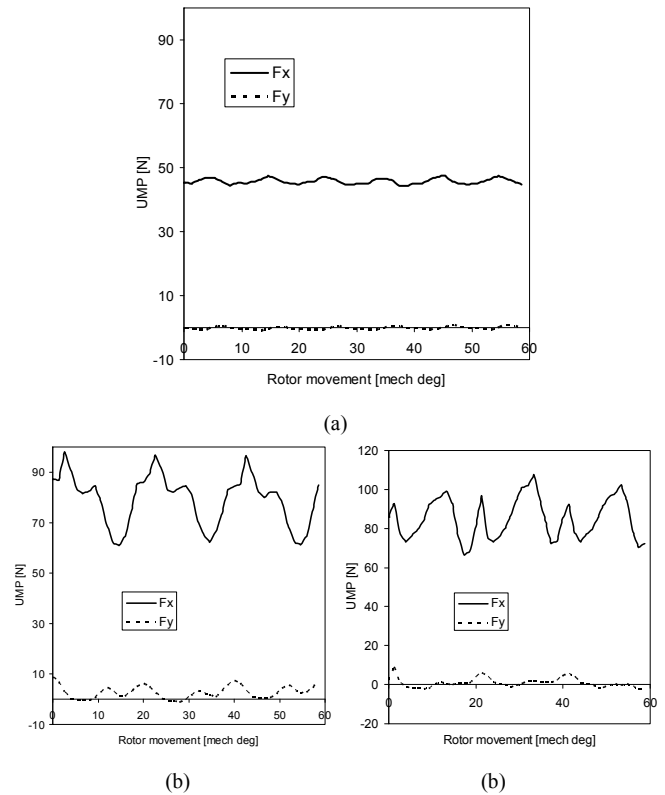 90
70
50
30
10
-10
UMP [N]
Fx
Fy
0 10 20 30 40 50 60
Rotor movement [mech deg]
(a)
90
70
50
30
10
-10
UMP [N]
Fx
Fy
0 10 20 30 40 50 60
Rotor movement [mech deg]
(b)
120
100
80
60
40
20
0
-20
UMP [N]
Fx
Fy
0 20 40 60
Rotor movement [mech deg]
(b)